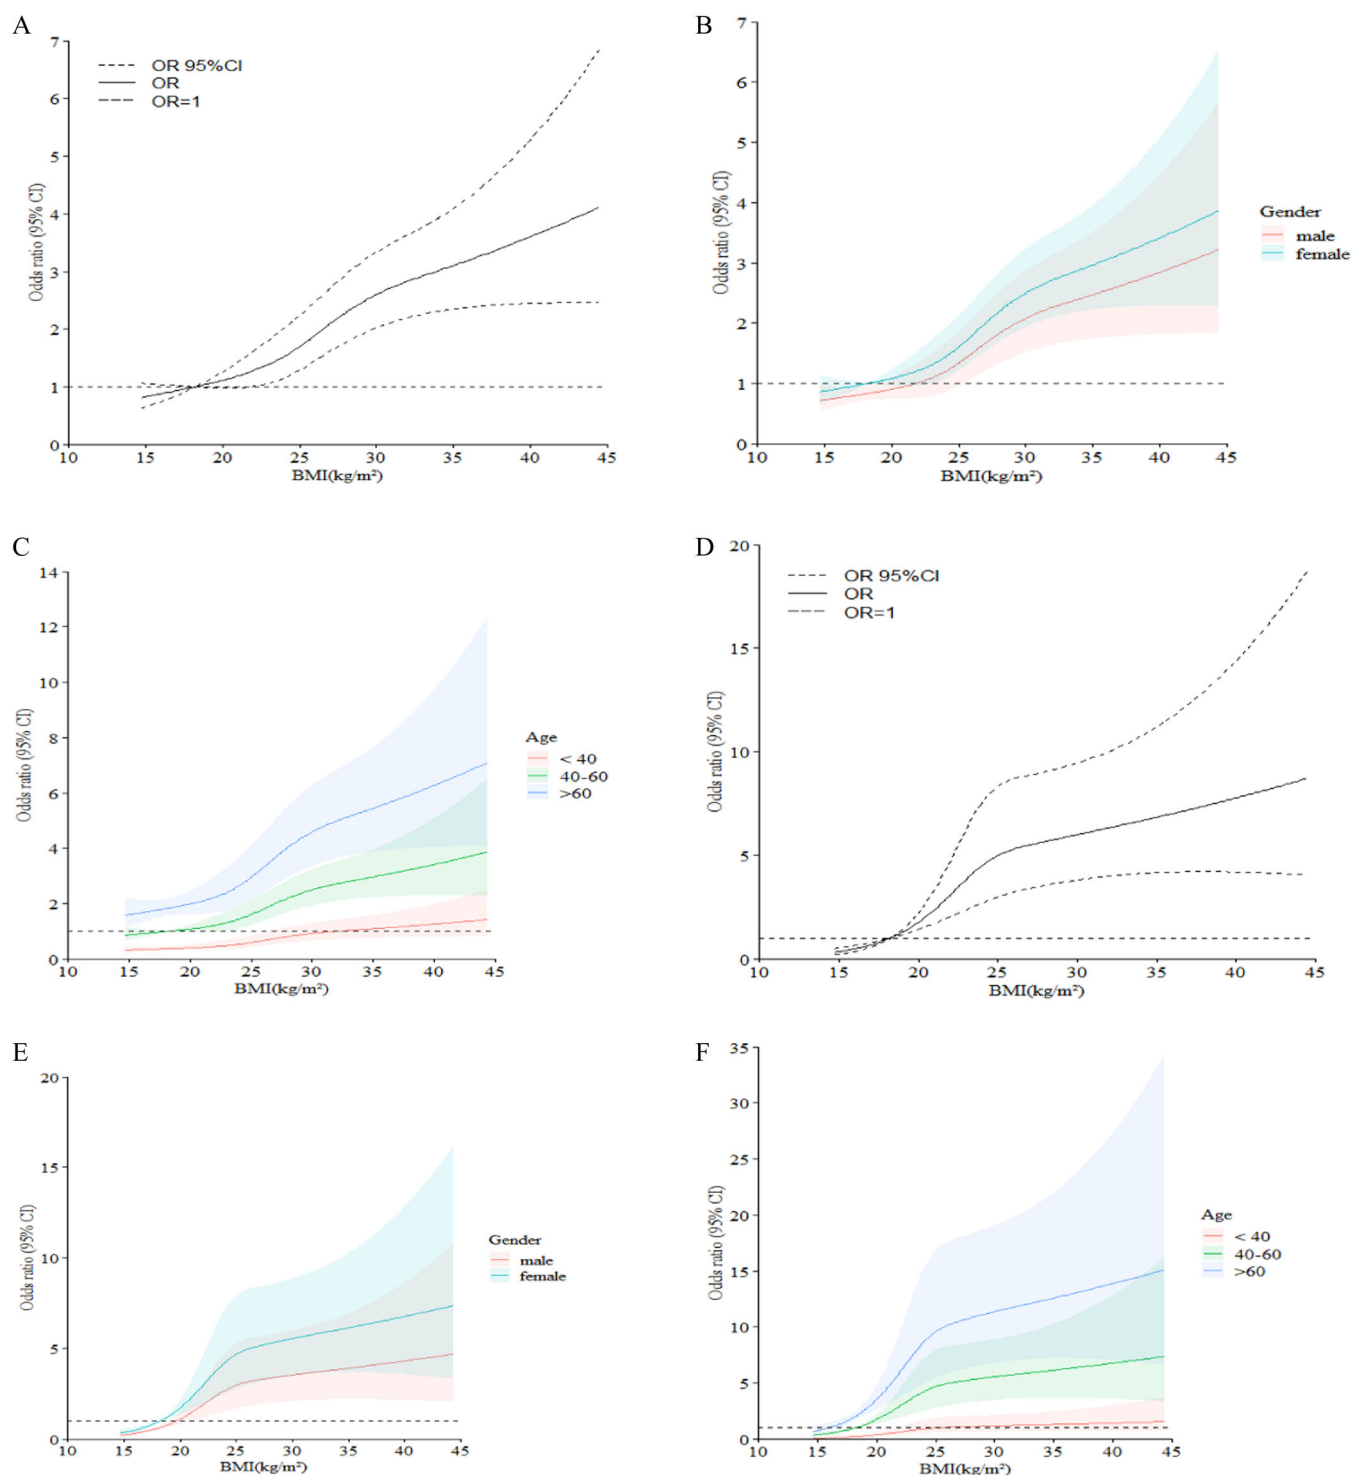 A
7
6
5
4
3
2
1
0
Odds ratio (95% CI)
OR 95%CI
OR
OR=1
10 15 20 25 30 35 40 45
BMI(kg/m²)
B
7
6
5
4
3
2
1
0
Odds ratio (95% CI)
10 15 20 25 30 35 40 45
BMI(kg/m²)
Gender
male
female
C
14
12
10
8
6
4
2
0
Odds ratio (95% CI)
10 15 20 25 30 35 40 45
BMI(kg/m²)
Age
< 40
40-60
>60
D
20
15
10
5
0
Odds ratio (95% CI)
OR 95%CI
OR
OR=1
10 15 20 25 30 35 40 45
BMI(kg/m²)
E
20
15
10
5
0
Odds ratio (95% CI)
10 15 20 25 30 35 40 45
BMI(kg/m²)
Gender
male
female
F
35
30
25
20
15
10
5
0
Odds ratio (95% CI)
10 15 20 25 30 35 40 45
BMI(kg/m²)
Age
< 40
40-60
>60